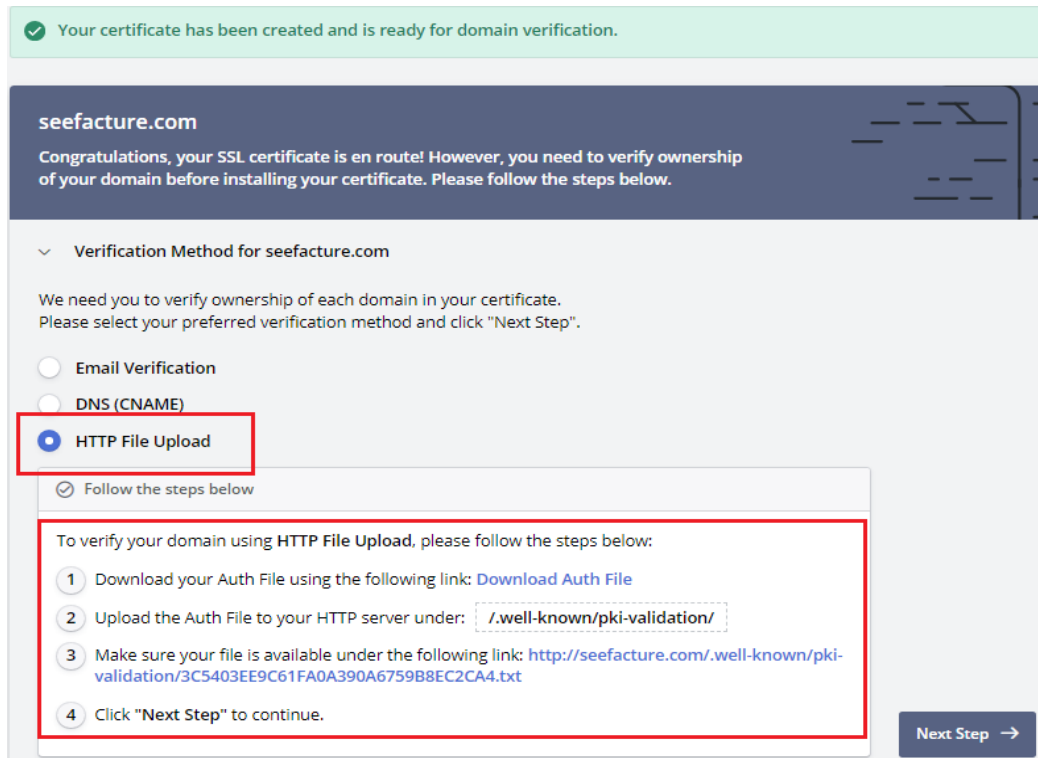 Your certificate has been created and is ready for domain verification.
seefacture.com
Congratulations, your SSL certificate is en route! However, you need to verify ownership
of your domain before installing your certificate. Please follow the steps below.
Verification Method for seefacture.com
We need you to verify ownership of each domain in your certificate.
Please select your preferred verification method and click "Next Step".
Email Verification
DNS (CNAME)
HTTP File Upload
Follow the steps below
To verify your domain using HTTP File Upload, please follow the steps below:
1 Download your Auth File using the following link: Download Auth File
2 Upload the Auth File to your HTTP server under: /.well-known/pki-validation/
3 Make sure your file is available under the following link: http://seefacture.com/.well-known/pki-
validation/3C5403EE9C61FA0A390A6759B8EC2CA4.txt
4 Click "Next Step" to continue.
Next Step →